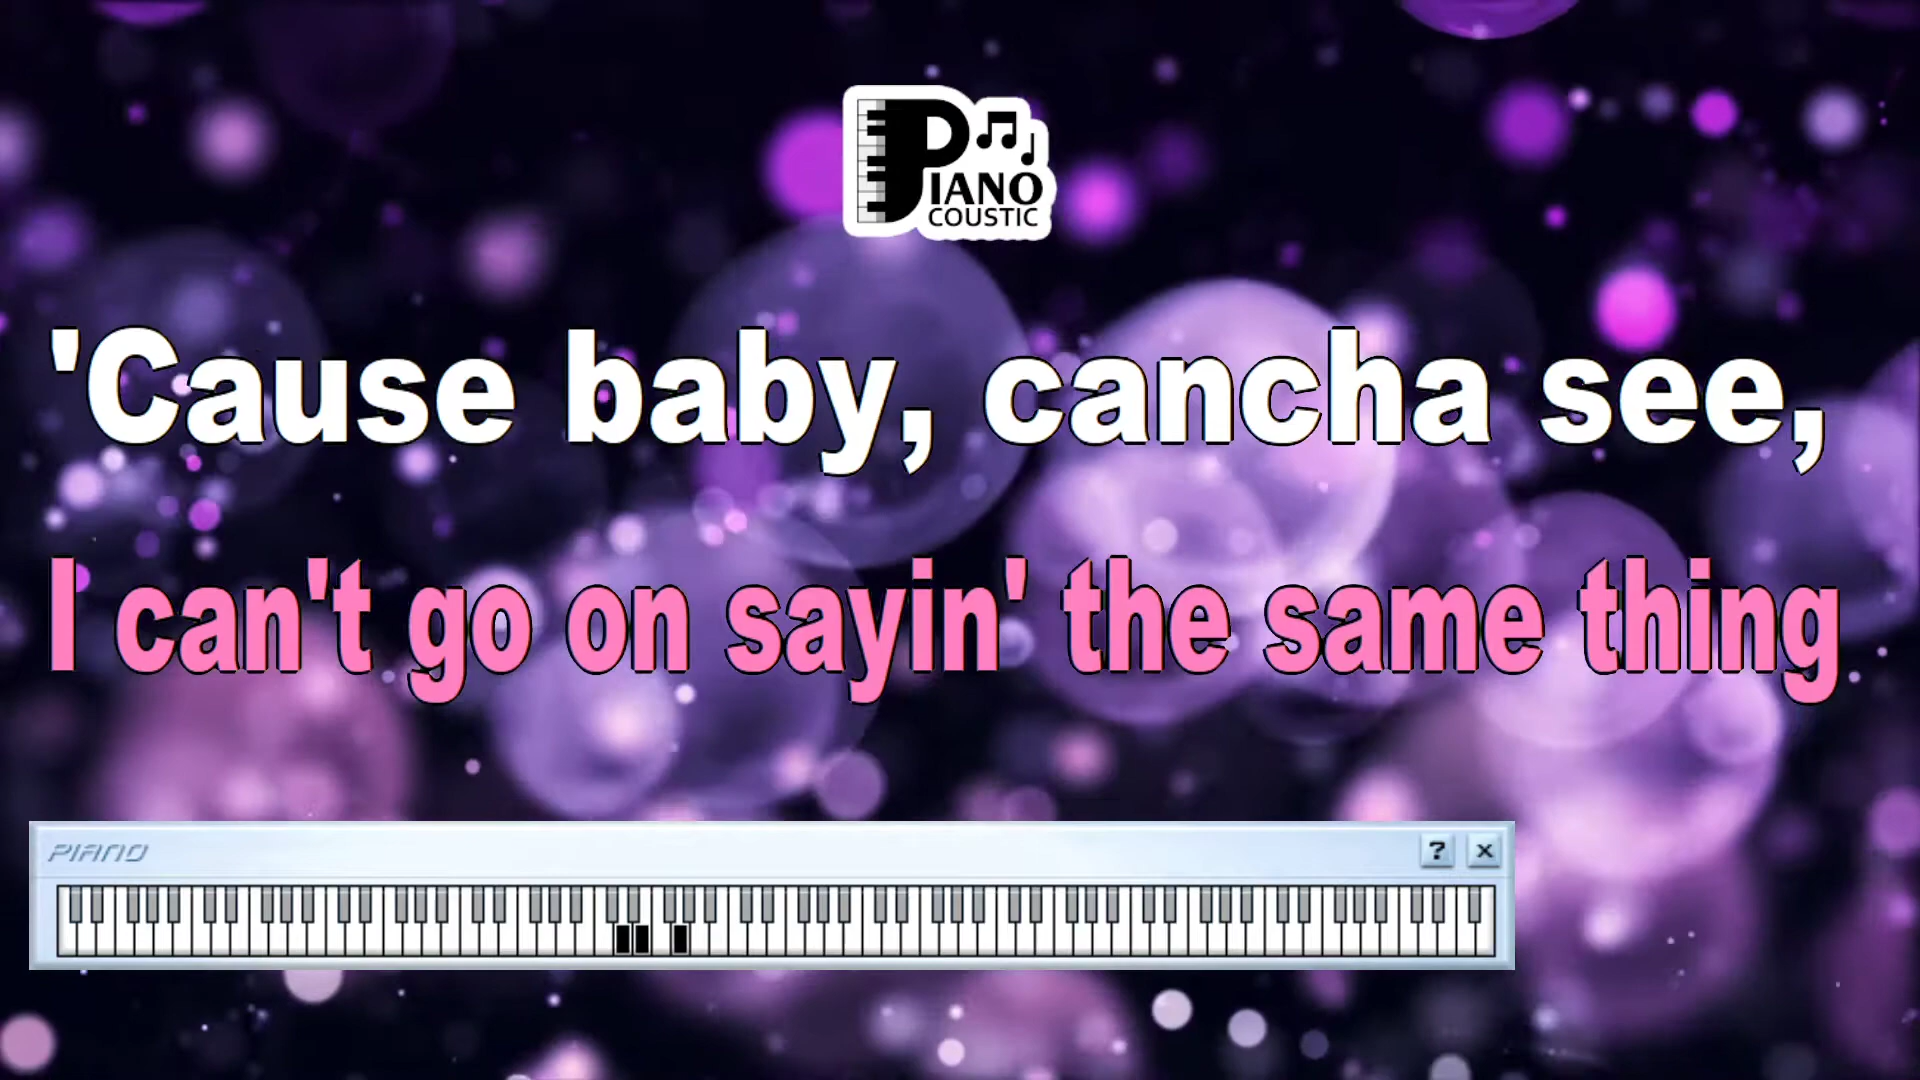 PIANO
COUSTIC
'Cause baby, cancha see,
I can't go on sayin' the same thing
PIANO
? x